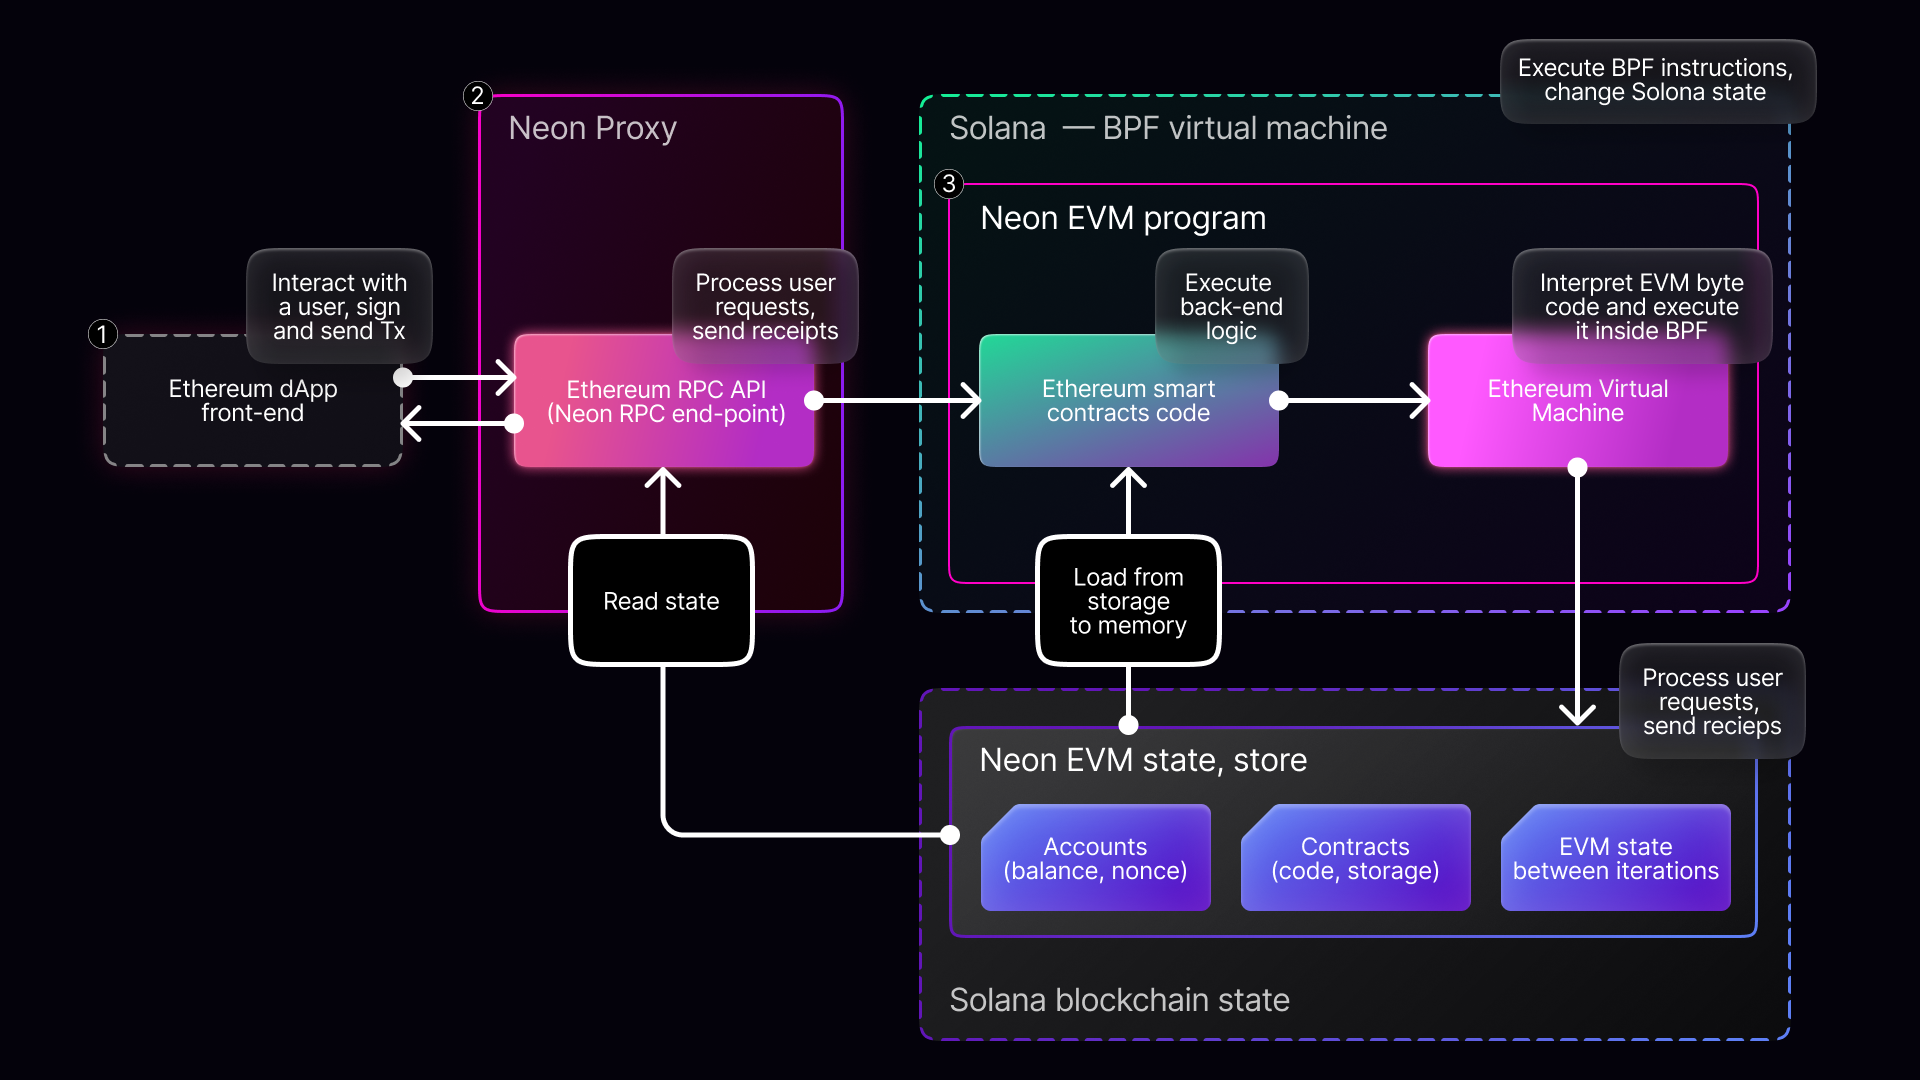 Execute BPF instructions,
change Solona state
2
Neon Proxy
Solana — BPF virtual machine
3
Neon EVM program
Interact with
a user, sign
and send Tx
Process user
requests,
send receipts
Execute
back-end
logic
Interpret EVM byte
code and execute
it inside BPF
1
Ethereum dApp
front-end
Ethereum RPC API
(Neon RPC end-point)
Ethereum smart
contracts code
Ethereum Virtual
Machine
Read state
Load from
storage
to memory
Process user
requests,
send recieps
Neon EVM state, store
Accounts
(balance, nonce)
Contracts
(code, storage)
EVM state
between iterations
Solana blockchain state